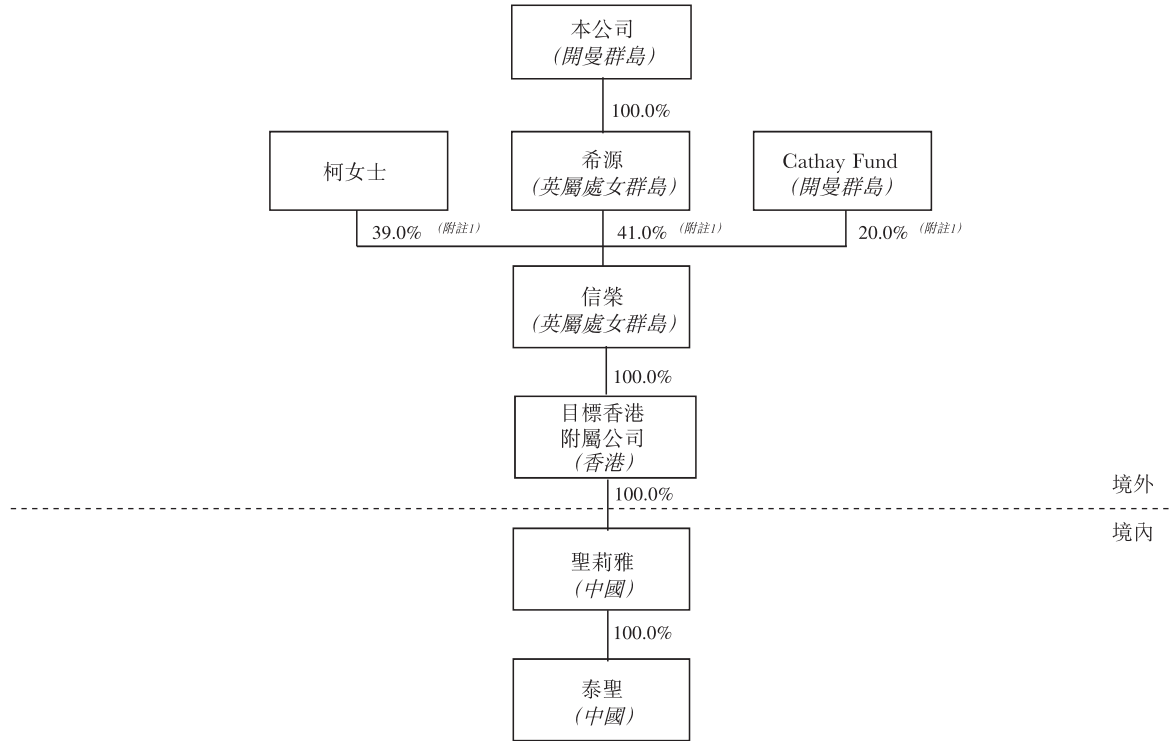 本公司
(開曼群島)
100.0%
柯女士
希源
(英屬處女群島)
Cathay Fund
(開曼群島)
39.0% (附註1)
41.0% (附註1)
20.0% (附註1)
信榮
(英屬處女群島)
100.0%
目標香港
附屬公司
(香港)
100.0%
境外
境內
聖莉雅
(中國)
100.0%
泰聖
(中國)